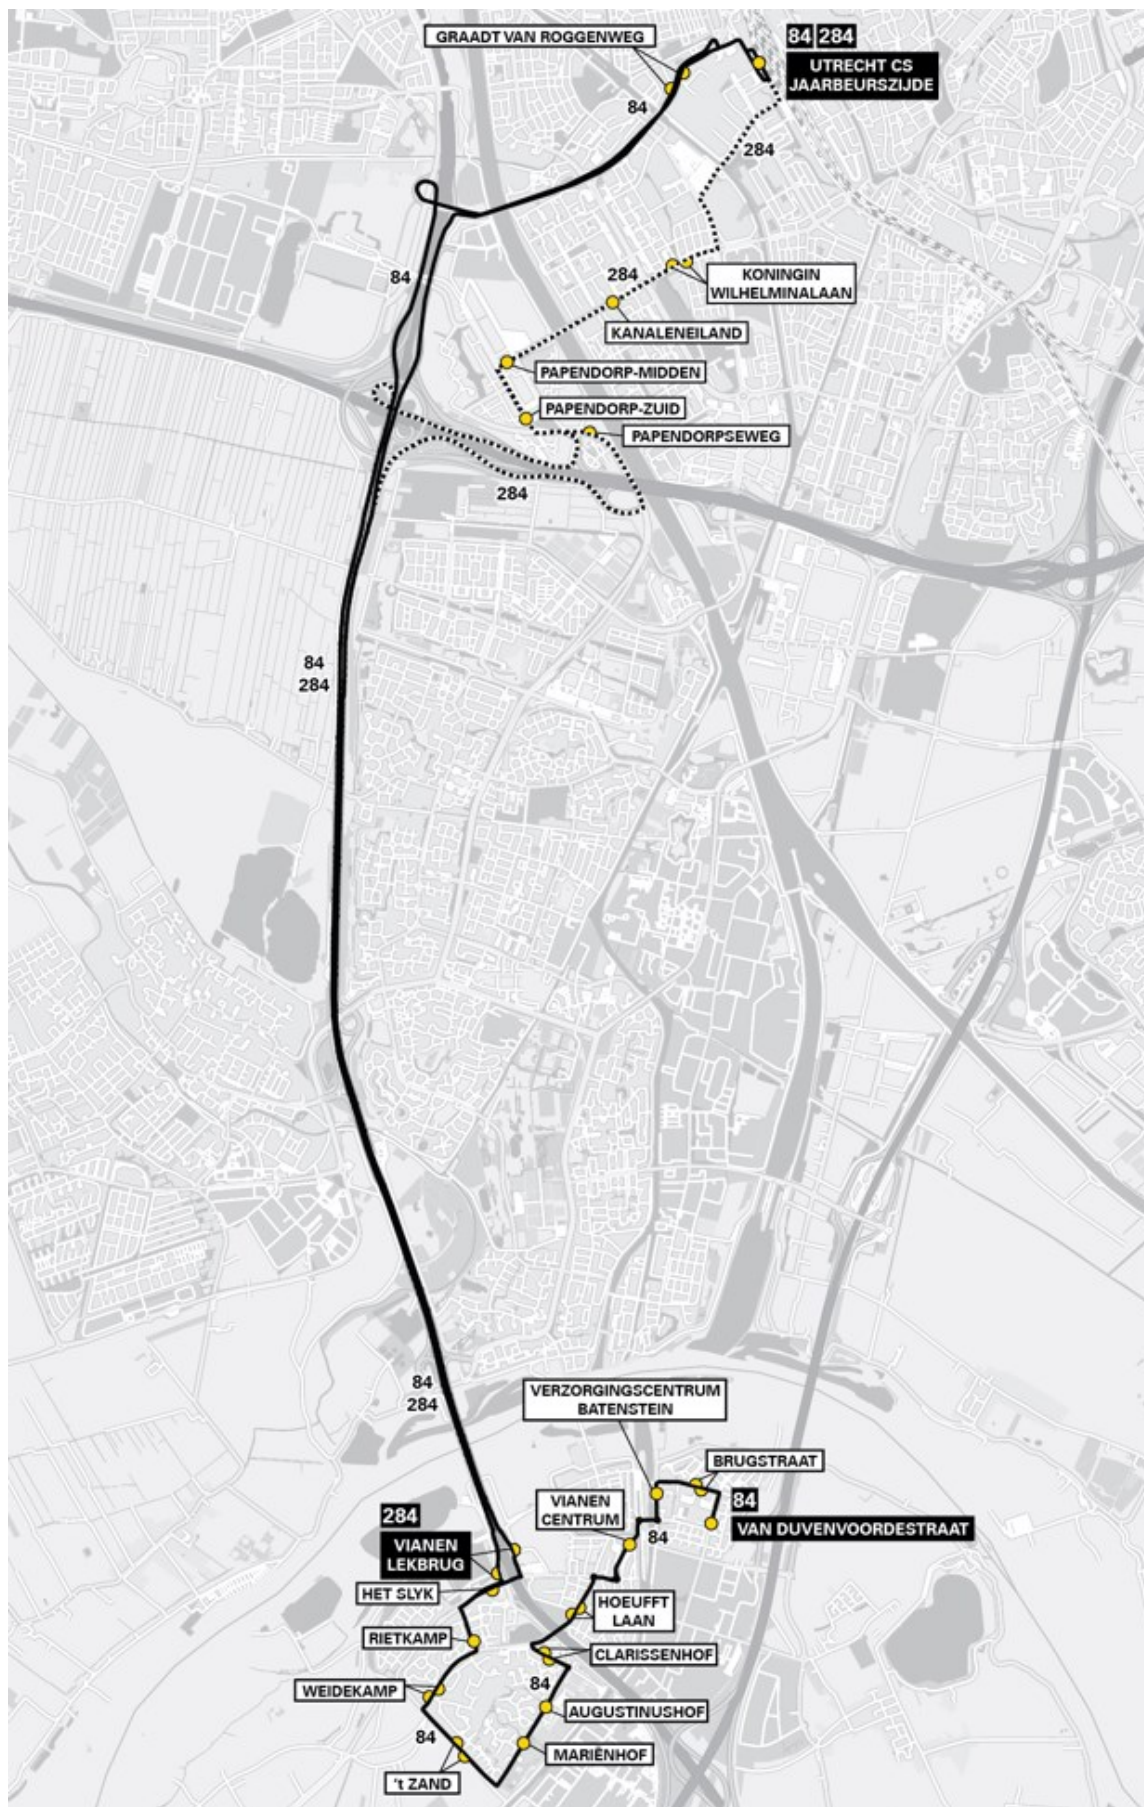 GRAADT VAN ROGGENWEG
84 284
UTRECHT CS
JAARBEURSZIJDE
84
284
84
284
KONINGIN
WILHELMINALAAN
KANALENEILAND
PAPENDORP-MIDDEN
PAPENDORP-ZUID
PAPENDORPSEWEG
284
84
284
84
284
VERZORGINGSCENTRUM
BATENSTEIN
BRUGSTRAAT
84
VAN DUVENVOORDESTRAAT
VIANEN
CENTRUM
84
284
VIANEN
LEKBRUG
HET SLYK
HOEUFFT
LAAN
RIETKAMP
CLARISSENHOF
84
WEIDEKAMP
AUGUSTINUSHOF
84
MARIËNHOF
't ZAND